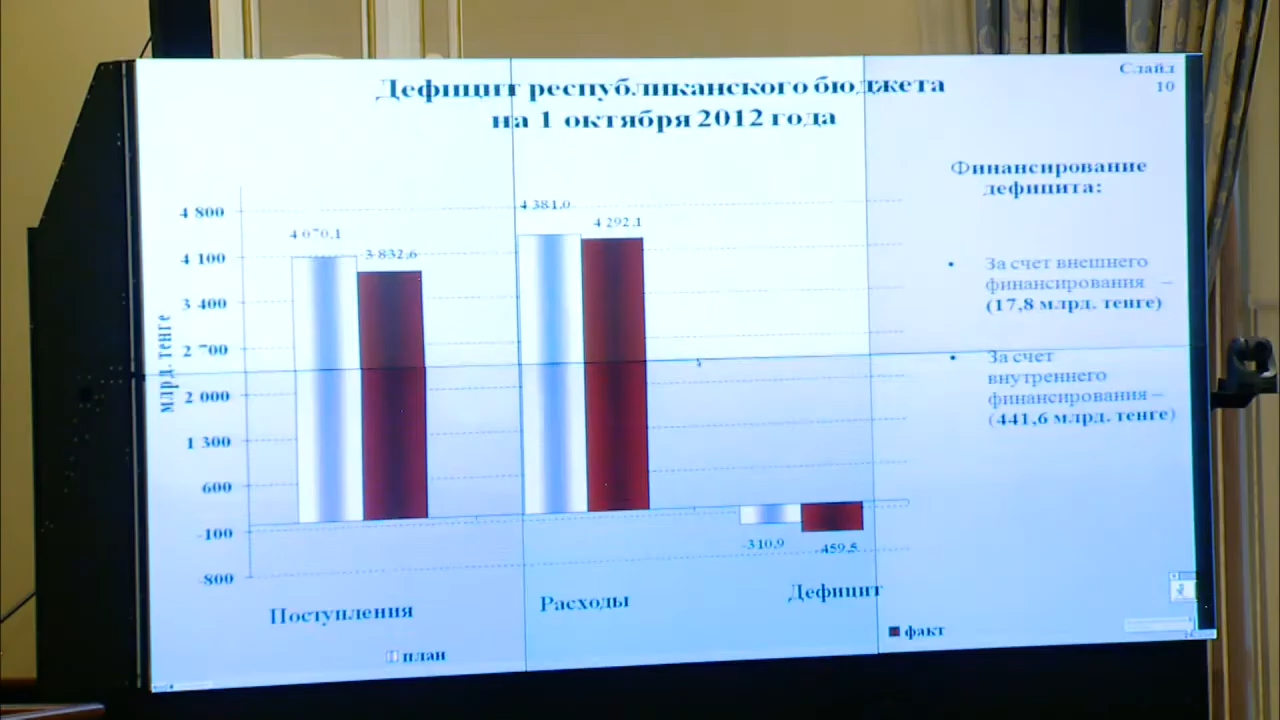 Слайд
10
Дефицит республиканского бюджета
на 1 октября 2012 года
Финансирование
дефицита:
• За счет внешнего
финансирования –
(17,8 млрд. тенге)
• За счет
внутреннего
финансирования –
(441,6 млрд. тенге)
млрд. тенге
4 800
4 100
3 400
2 700
2 000
1 300
600
-100
-800
4 070,1
3 832,6
4 381,0
4 292,1
-310,9
-459,5
Поступления
Расходы
Дефицит
план
факт